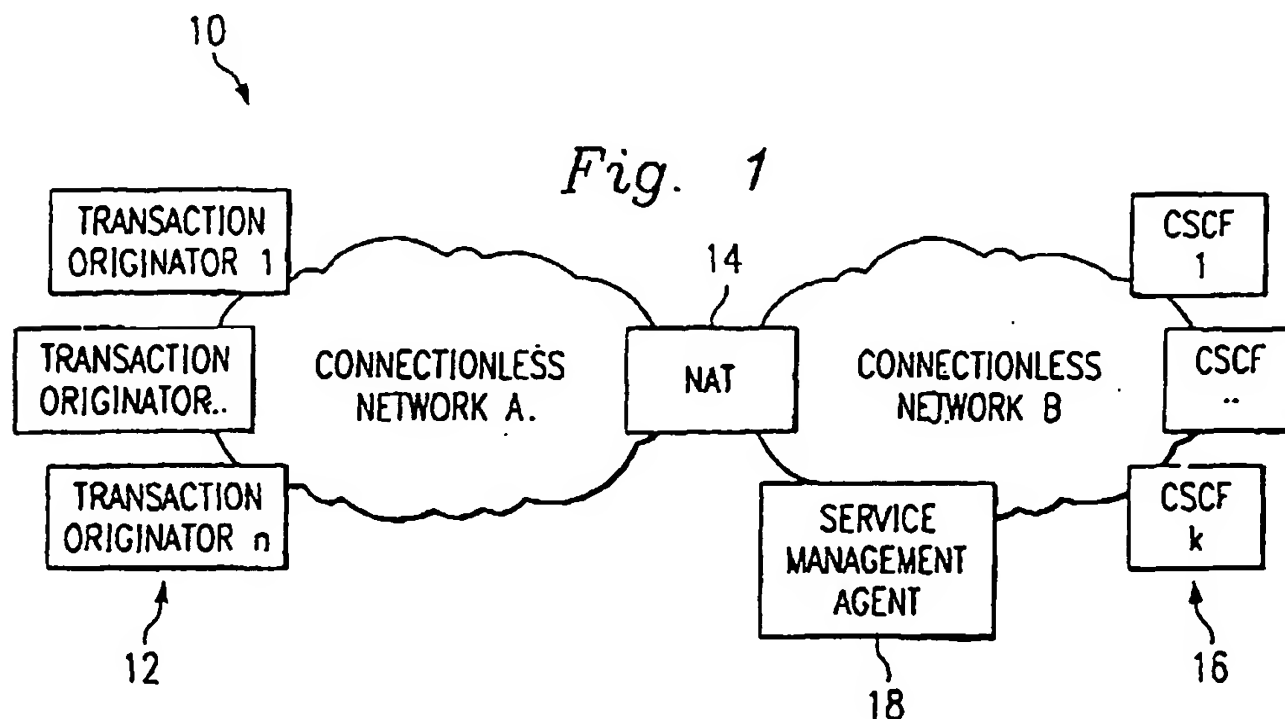 10
Fig. 1
TRANSACTION
ORIGINATOR 1
TRANSACTION
ORIGINATOR..
TRANSACTION
ORIGINATOR n
12
CONNECTIONLESS
NETWORK A.
14
NAT
CONNECTIONLESS
NETWORK B
SERVICE
MANAGEMENT
AGENT
18
CSCF
1
CSCF
..
CSCF
k
16